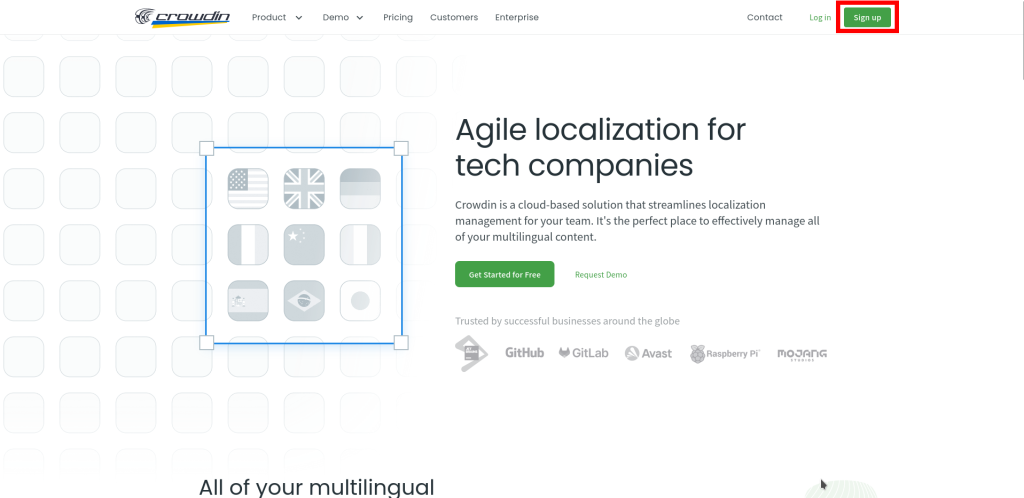 crowdin
Product
Demo
Pricing
Customers
Enterprise
Contact
Log in
Sign up
Agile localization for
tech companies
Crowdin is a cloud-based solution that streamlines localization
management for your team. It's the perfect place to effectively manage all
of your multilingual content.
Get Started for Free
Request Demo
Trusted by successful businesses around the globe
GitHub
GitLab
Avast
Raspberry Pi
MOJANG
STUDIOS
All of your multilingual